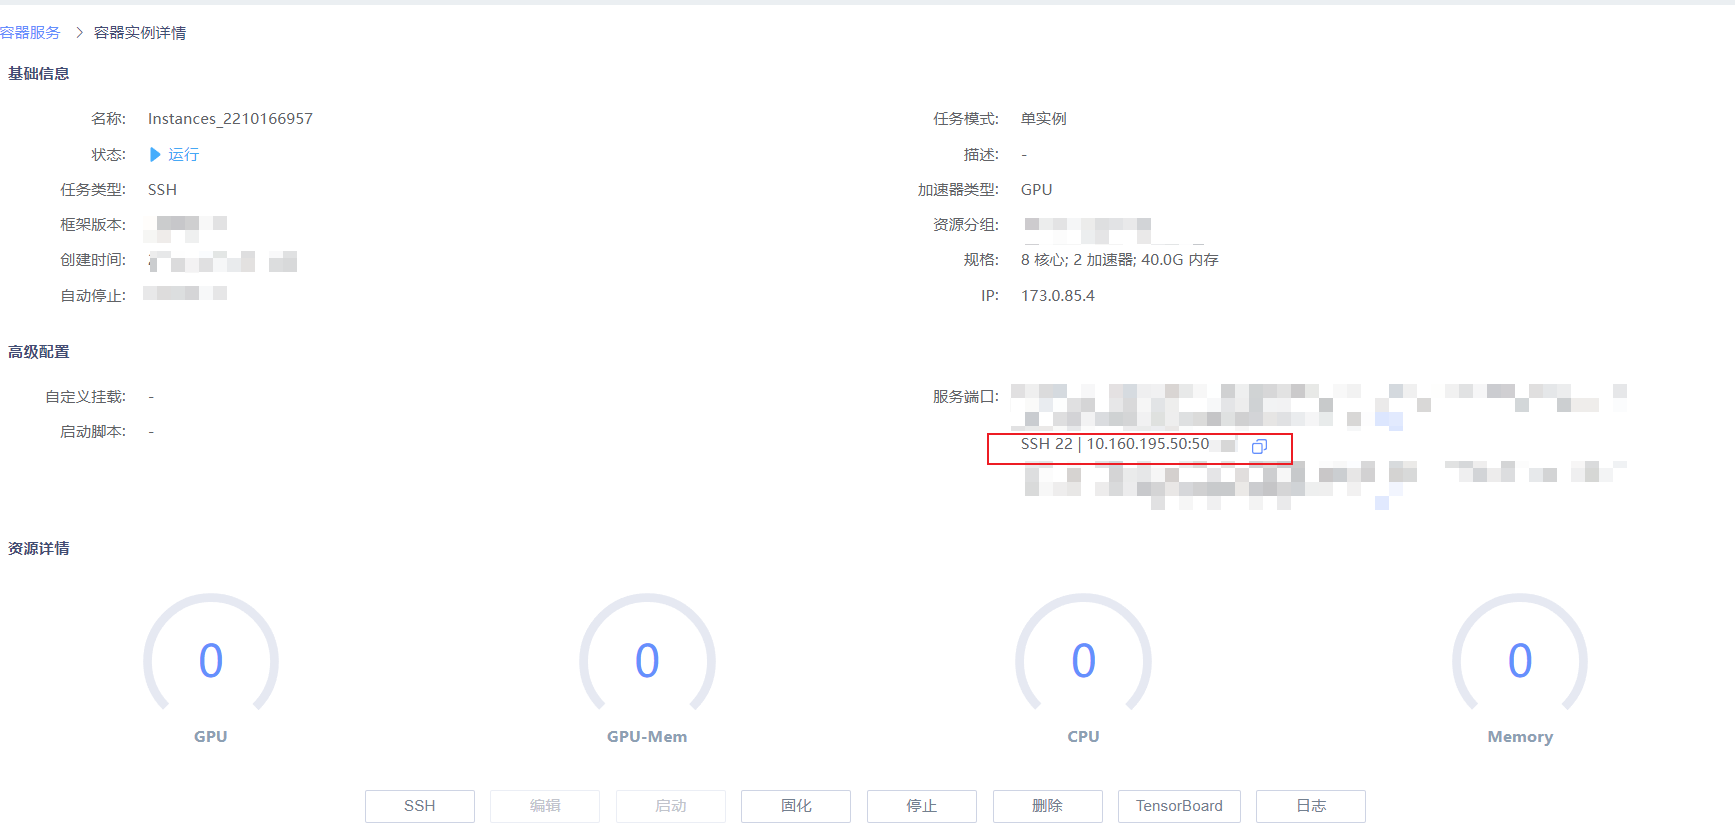 容器服务 > 容器实例详情
基础信息
名称: Instances_2210166957
任务模式: 单实例
状态: 运行
描述: -
任务类型: SSH
加速器类型: GPU
框架版本:
资源分组:
创建时间:
规格: 8 核心; 2 加速器; 40.0G 内存
自动停止:
IP: 173.0.85.4
高级配置
自定义挂载: -
服务端口:
启动脚本: -
SSH 22 | 10.160.195.50:50
资源详情
0 0 0 0
GPU GPU-Mem CPU Memory
SSH 编辑 启动 固化 停止 删除 TensorBoard 日志